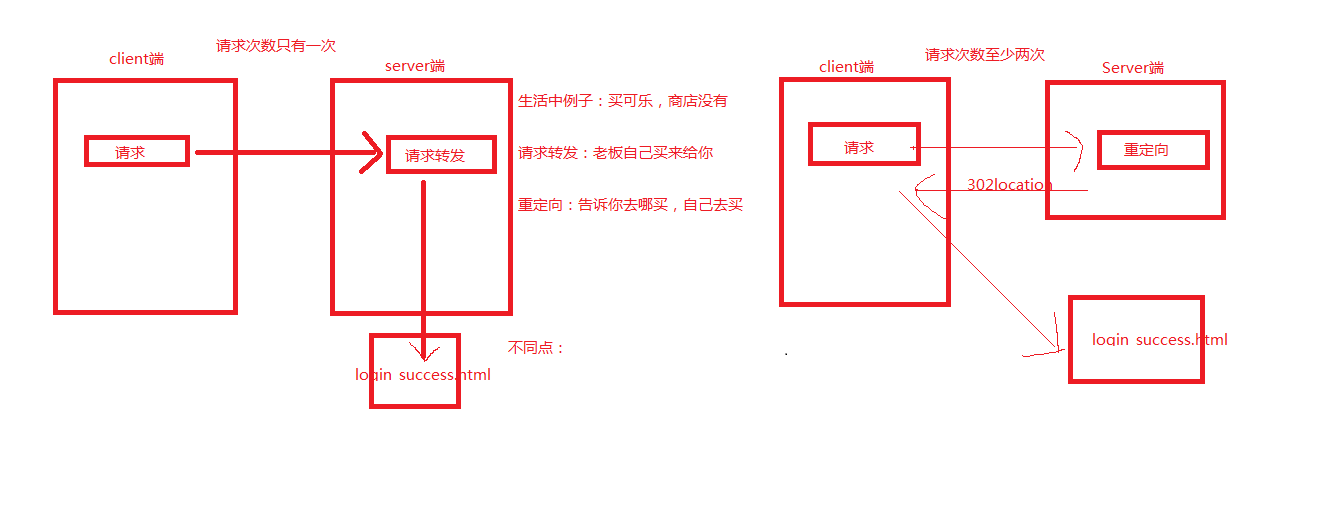 请求次数只有一次
client端
server端
生活中例子：买可乐，商店没有
请求
请求转发
请求转发：老板自己买来给你
重定向：告诉你去哪买，自己去买
不同点：
login success.html
请求次数至少两次
client端
Server端
请求
重定向
302location
login success.html